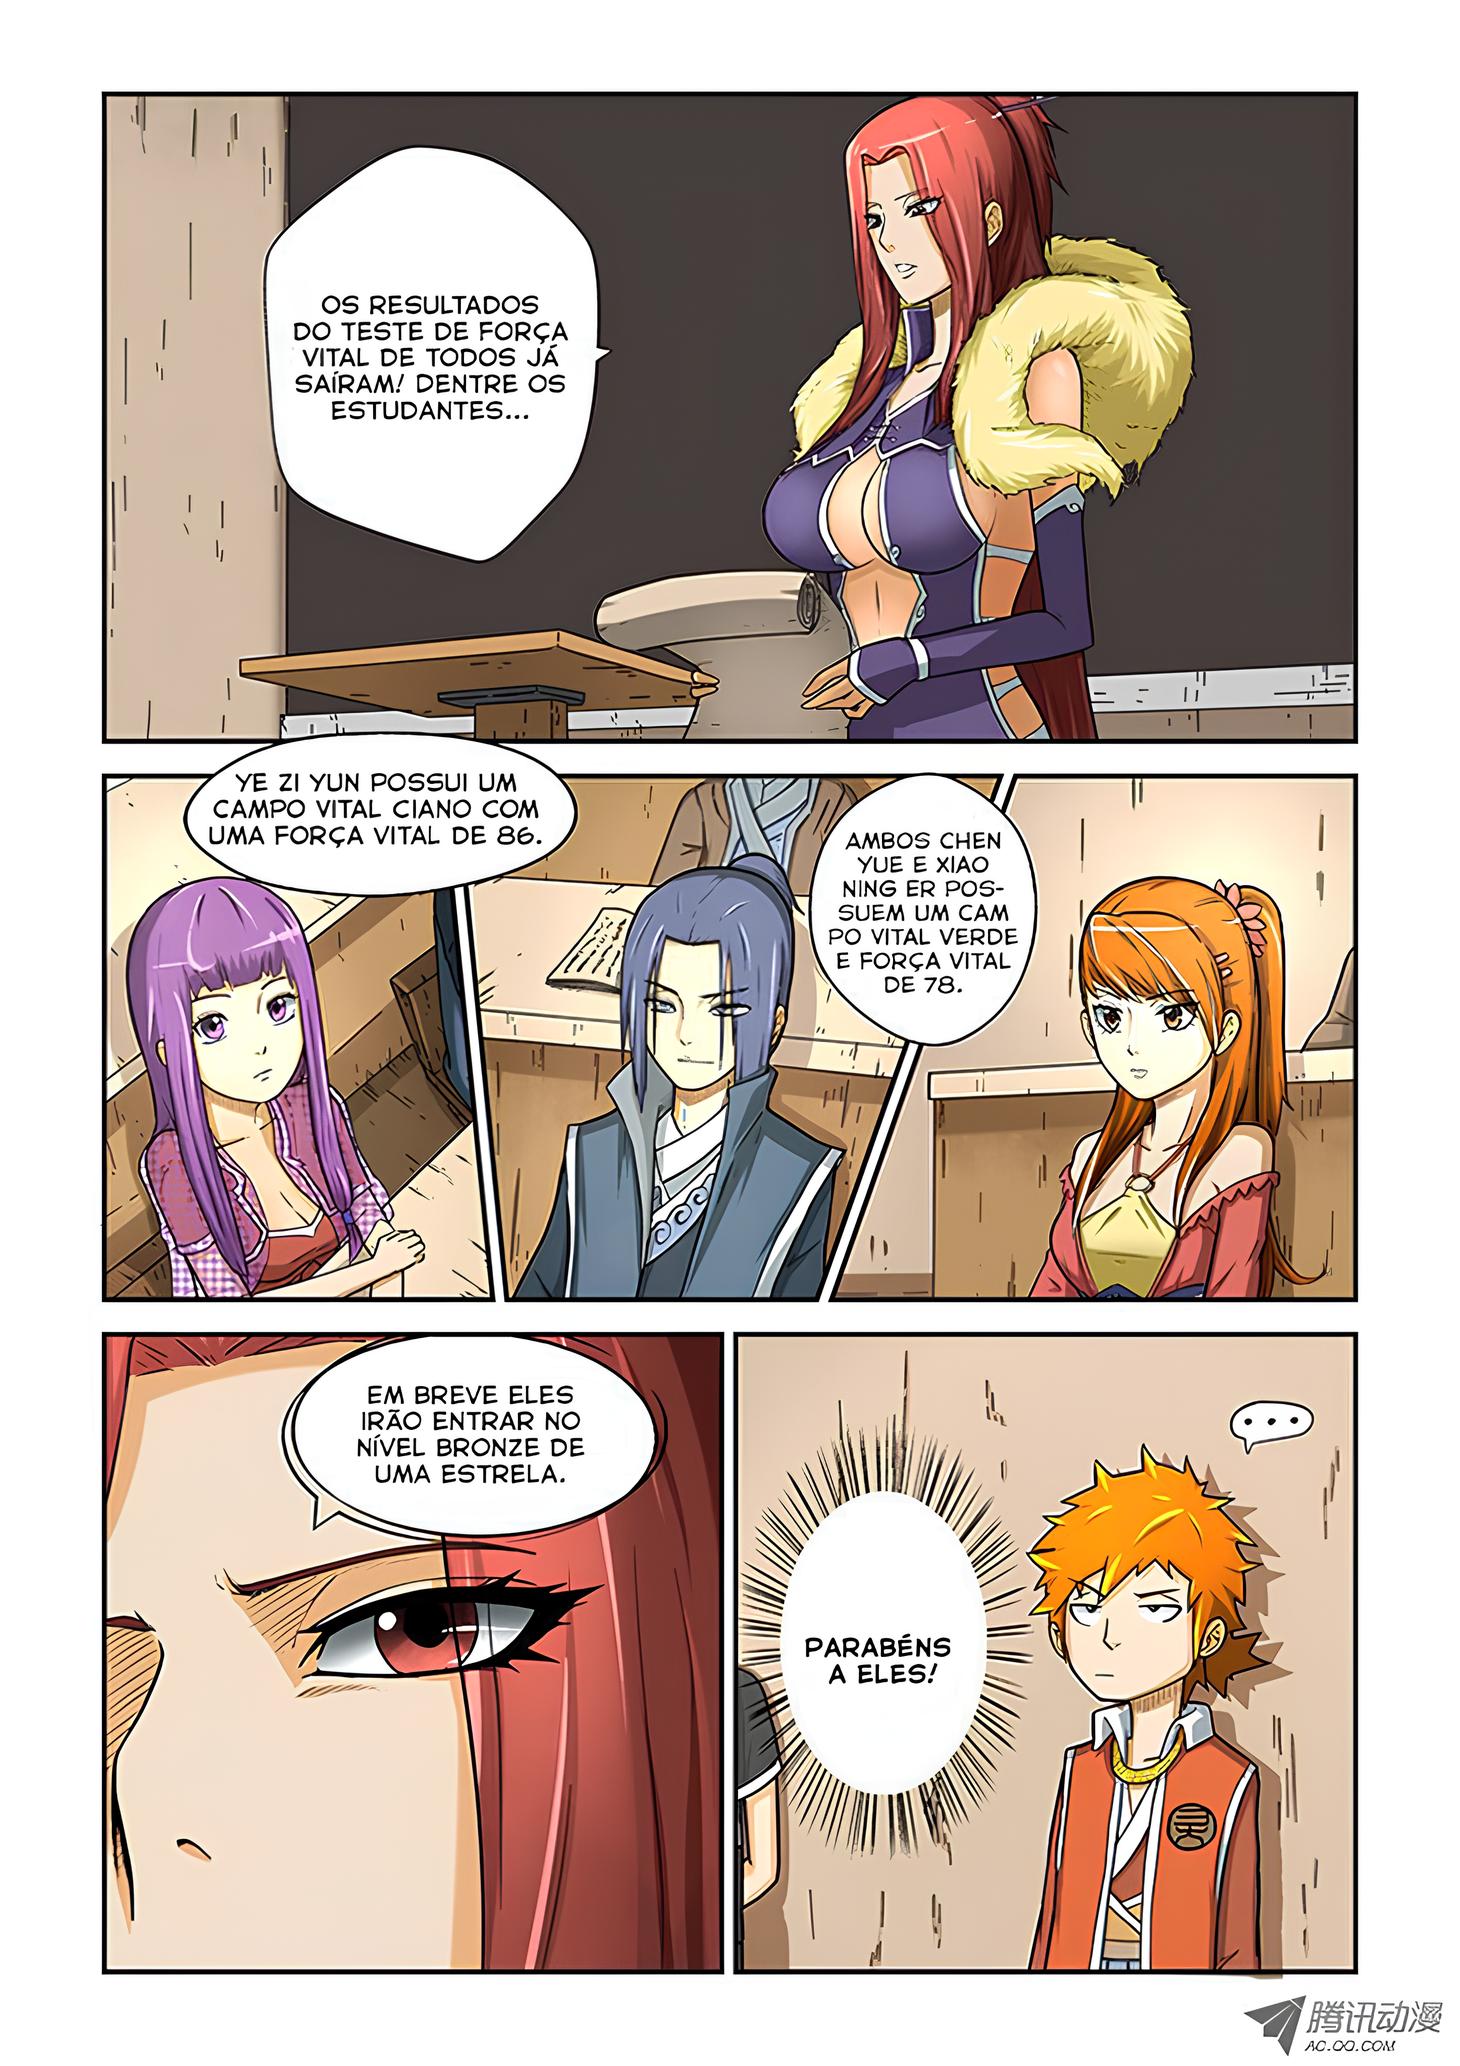 OS RESULTADOS
DO TESTE DE FORÇA
VITAL DE TODOS JÁ
SAÍRAM! DENTRE OS
ESTUDANTES...
YE ZI YUN POSSUI UM
CAMPO VITAL CIANO COM
UMA FORÇA VITAL DE 86.
AMBOS CHEN
YUE E XIAO
NING ER POS-
SUEM UM CAM
PO VITAL VERDE
E FORÇA VITAL
DE 78.
EM BREVE ELES
IRÃO ENTRAR NO
NÍVEL BRONZE DE
UMA ESTRELA.
...
PARABÉNS
A ELES!
腾讯动漫
AC.QQ.COM